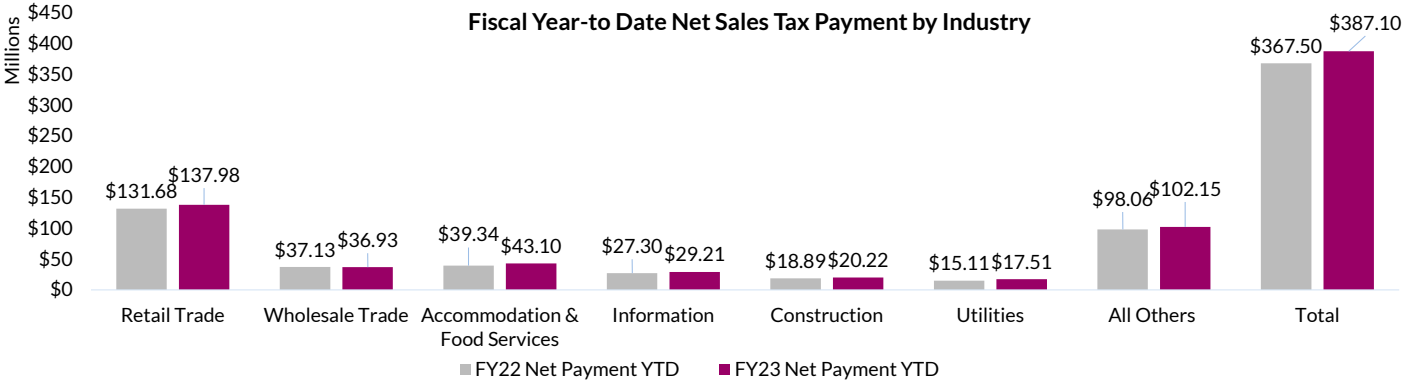 Fiscal Year-to Date Net Sales Tax Payment by Industry
Millions
$450
$400
$350
$300
$250
$200
$150
$100
$50
$0
$131.68 $137.98
$37.13 $36.93
$39.34 $43.10
$27.30 $29.21
$18.89 $20.22
$15.11 $17.51
$98.06 $102.15
$367.50 $387.10
Retail Trade
Wholesale Trade
Accommodation &
Food Services
Information
Construction
Utilities
All Others
Total
FY22 Net Payment YTD
FY23 Net Payment YTD